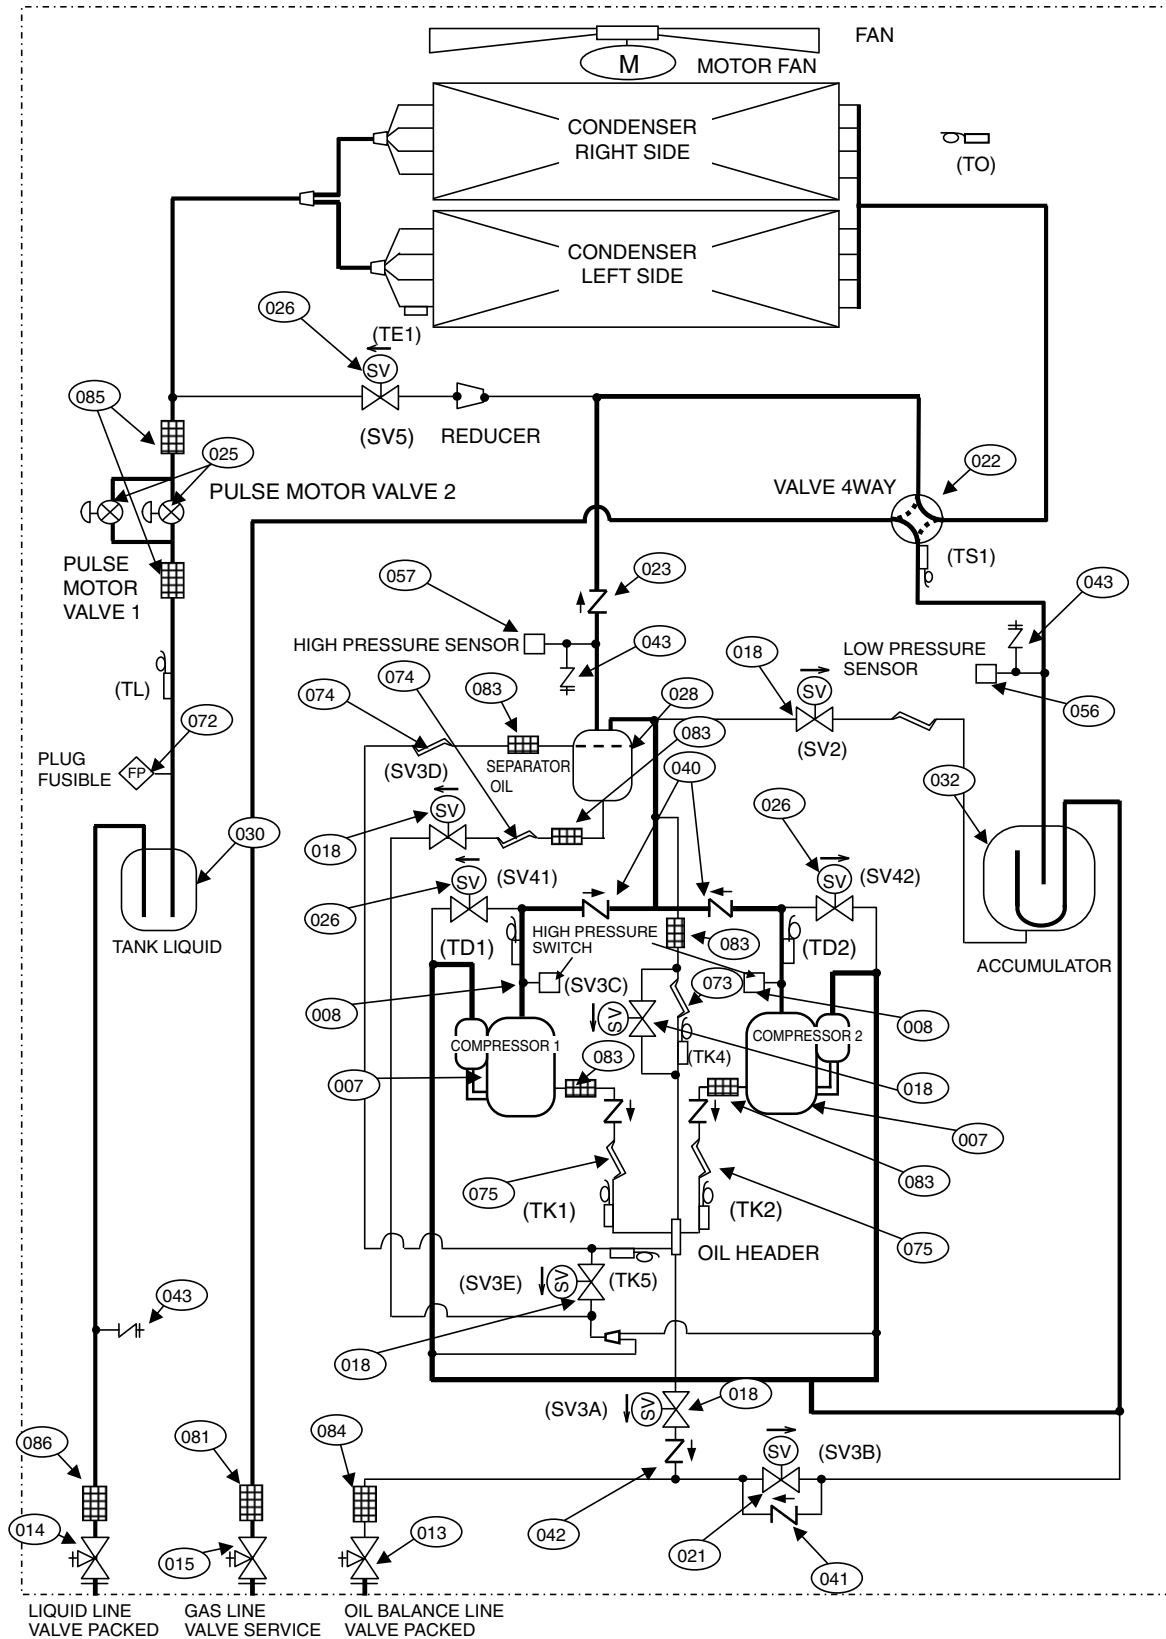 FAN
M
MOTOR FAN
CONDENSER
RIGHT SIDE
(TO)
CONDENSER
LEFT SIDE
026
(TE1)
SV
085
(SV5)
REDUCER
025
022
PULSE MOTOR VALVE 2
VALVE 4WAY
PULSE
MOTOR
VALVE 1
057
023
(TS1)
043
HIGH PRESSURE SENSOR
043
018
LOW PRESSURE
SENSOR
074
074
083
028
SV
056
(TL)
072
083
(SV2)
PLUG
FUSIBLE
FP
(SV3D)
SEPARATOR
OIL
040
032
SV
026
018
030
SV
(SV41)
SV
(SV42)
026
TANK LIQUID
(TD1)
HIGH PRESSURE
SWITCH
083
(TD2)
ACCUMULATOR
008
(SV3C)
073
008
SV
COMPRESSOR 1
COMPRESSOR 2
083
(TK4)
007
018
007
083
075
(TK1)
(TK2)
075
OIL HEADER
(SV3E)
SV
(TK5)
043
018
018
(SV3A)
SV
086
081
084
SV
(SV3B)
014
015
013
042
021
041
LIQUID LINE
VALVE PACKED
GAS LINE
VALVE SERVICE
OIL BALANCE LINE
VALVE PACKED